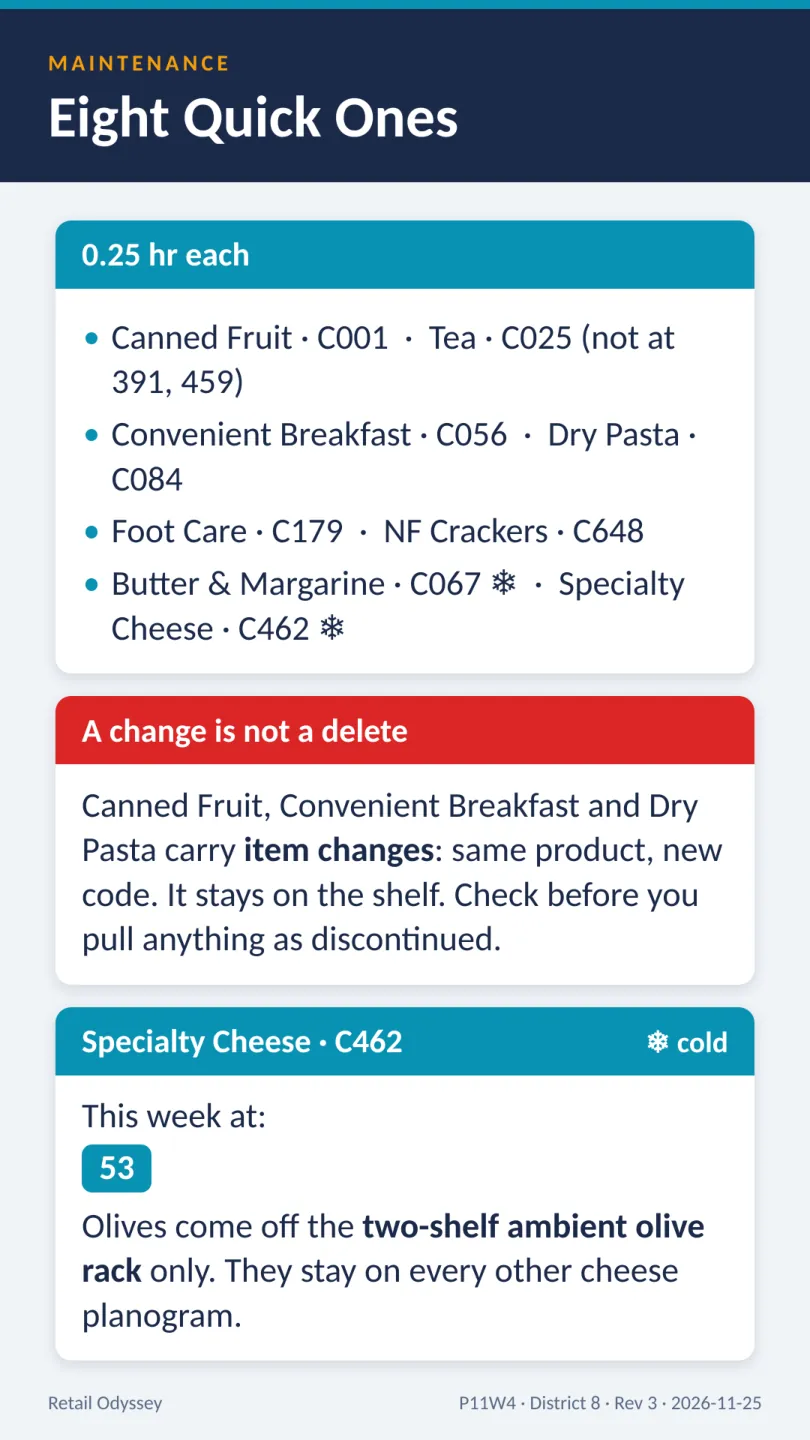 MAINTENANCE
Eight Quick Ones
0.25 hr each
• Canned Fruit · C001 · Tea · C025 (not at
391, 459)
• Convenient Breakfast · C056 · Dry Pasta ·
C084
• Foot Care · C179 · NF Crackers · C648
• Butter & Margarine · C067 ❄ · Specialty
Cheese · C462 ❄
A change is not a delete
Canned Fruit, Convenient Breakfast and Dry
Pasta carry item changes: same product, new
code. It stays on the shelf. Check before you
pull anything as discontinued.
Specialty Cheese · C462 ❄ cold
This week at:
53
Olives come off the two-shelf ambient olive
rack only. They stay on every other cheese
planogram.
Retail Odyssey P11W4 · District 8 · Rev 3 · 2026-11-25